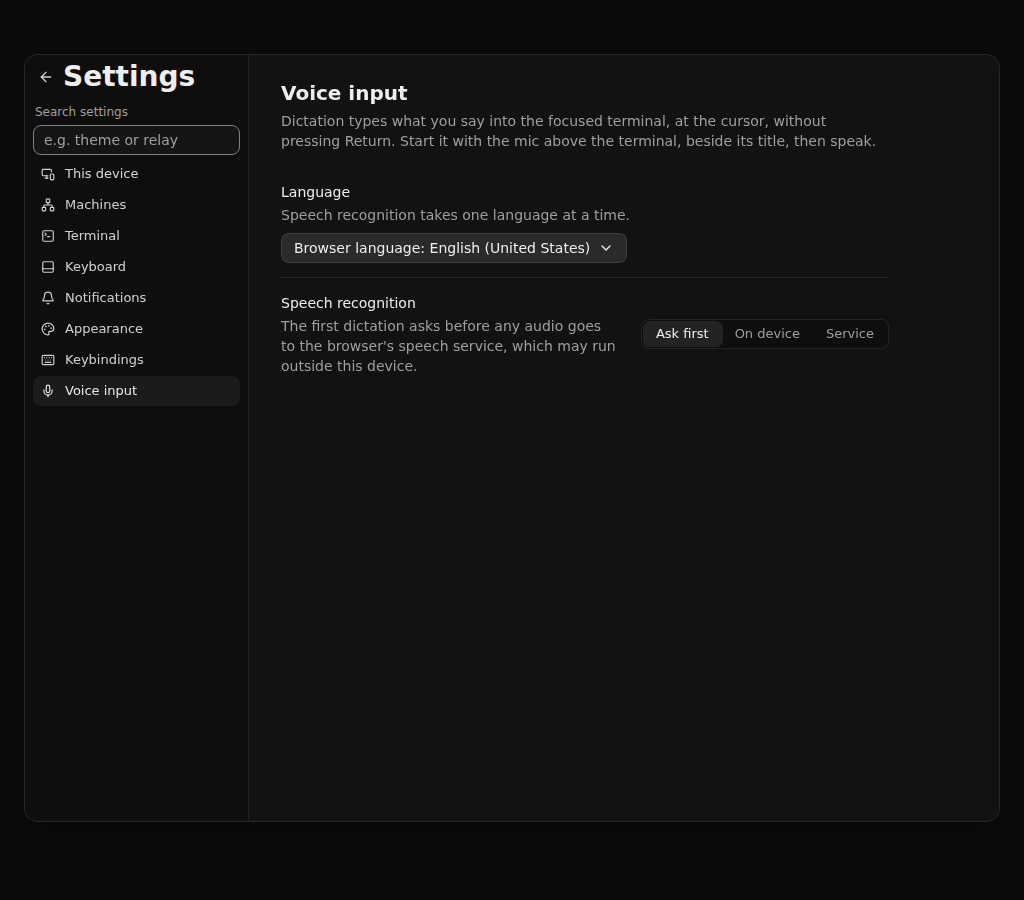 Settings
Search settings
e.g. theme or relay
This device
Machines
Terminal
Keyboard
Notifications
Appearance
Keybindings
Voice input
Voice input
Dictation types what you say into the focused terminal, at the cursor, without
pressing Return. Start it with the mic above the terminal, beside its title, then speak.
Language
Speech recognition takes one language at a time.
Browser language: English (United States)
Speech recognition
The first dictation asks before any audio goes
to the browser's speech service, which may run
outside this device.
Ask first On device Service